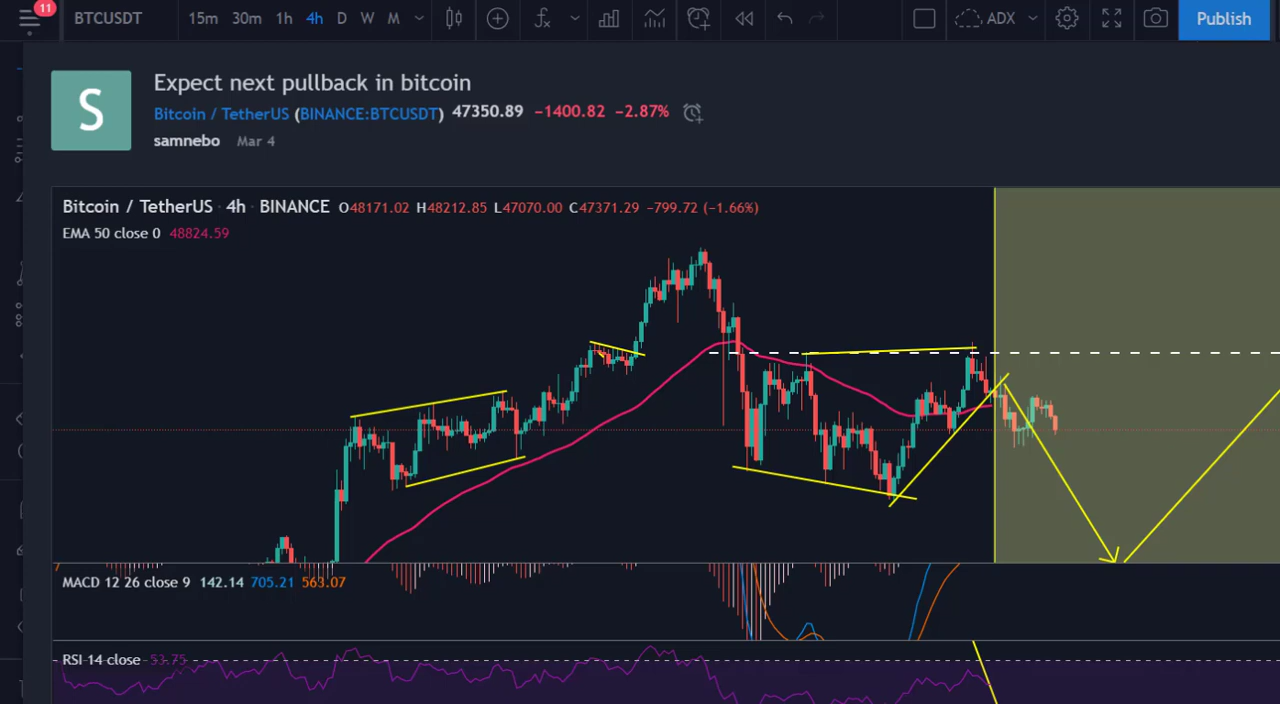 11
BTCUSDT 15m 30m 1h 4h D W M ADX Publish
S
Expect next pullback in bitcoin
Bitcoin / TetherUS (BINANCE:BTCUSDT) 47350.89 −1400.82 −2.87%
samnebo Mar 4
Bitcoin / TetherUS · 4h · BINANCE O48171.02 H48212.85 L47070.00 C47371.29 −799.72 (−1.66%)
EMA 50 close 0 48824.59
MACD 12 26 close 9 142.14 705.21 563.07
RSI 14 close 53.75